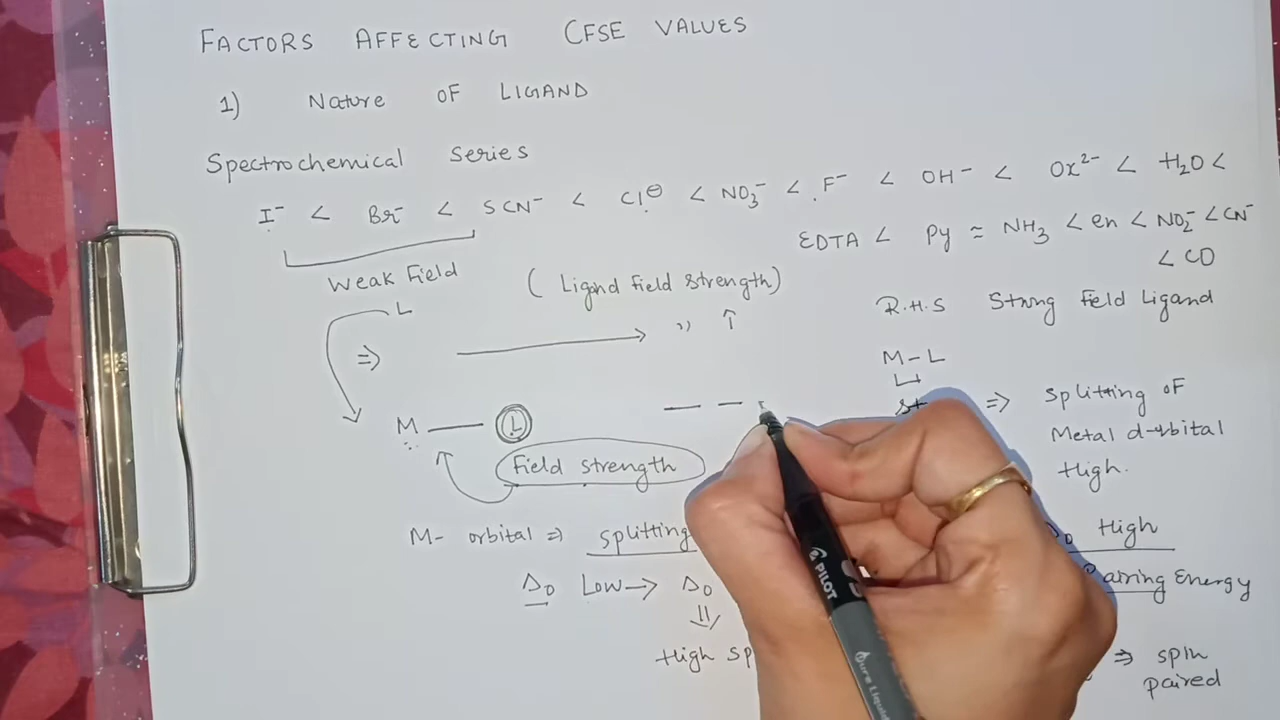 FACTORS AFFECTING CFSE VALUES
1) Nature OF LIGAND
Spectrochemical series
I⁻ < Br⁻ < SCN⁻ < Cl⊖ < NO₃⁻ < F⁻ < OH⁻ < Ox²⁻ < H₂O <
EDTA < Py ≈ NH₃ < en < NO₂⁻ < CN⁻
< CO
Weak Field
L
(Ligand field strength)
R.H.S Strong Field Ligand
⇒ → ,, ↑
M-L
M — L
⇒ splitting of
Metal d-orbital
High.
Field strength
M- orbital ⇒ splitting
High
Δ₀ Low → Δ₀
Pairing Energy
High sp
⇒ spin
paired
PILOT